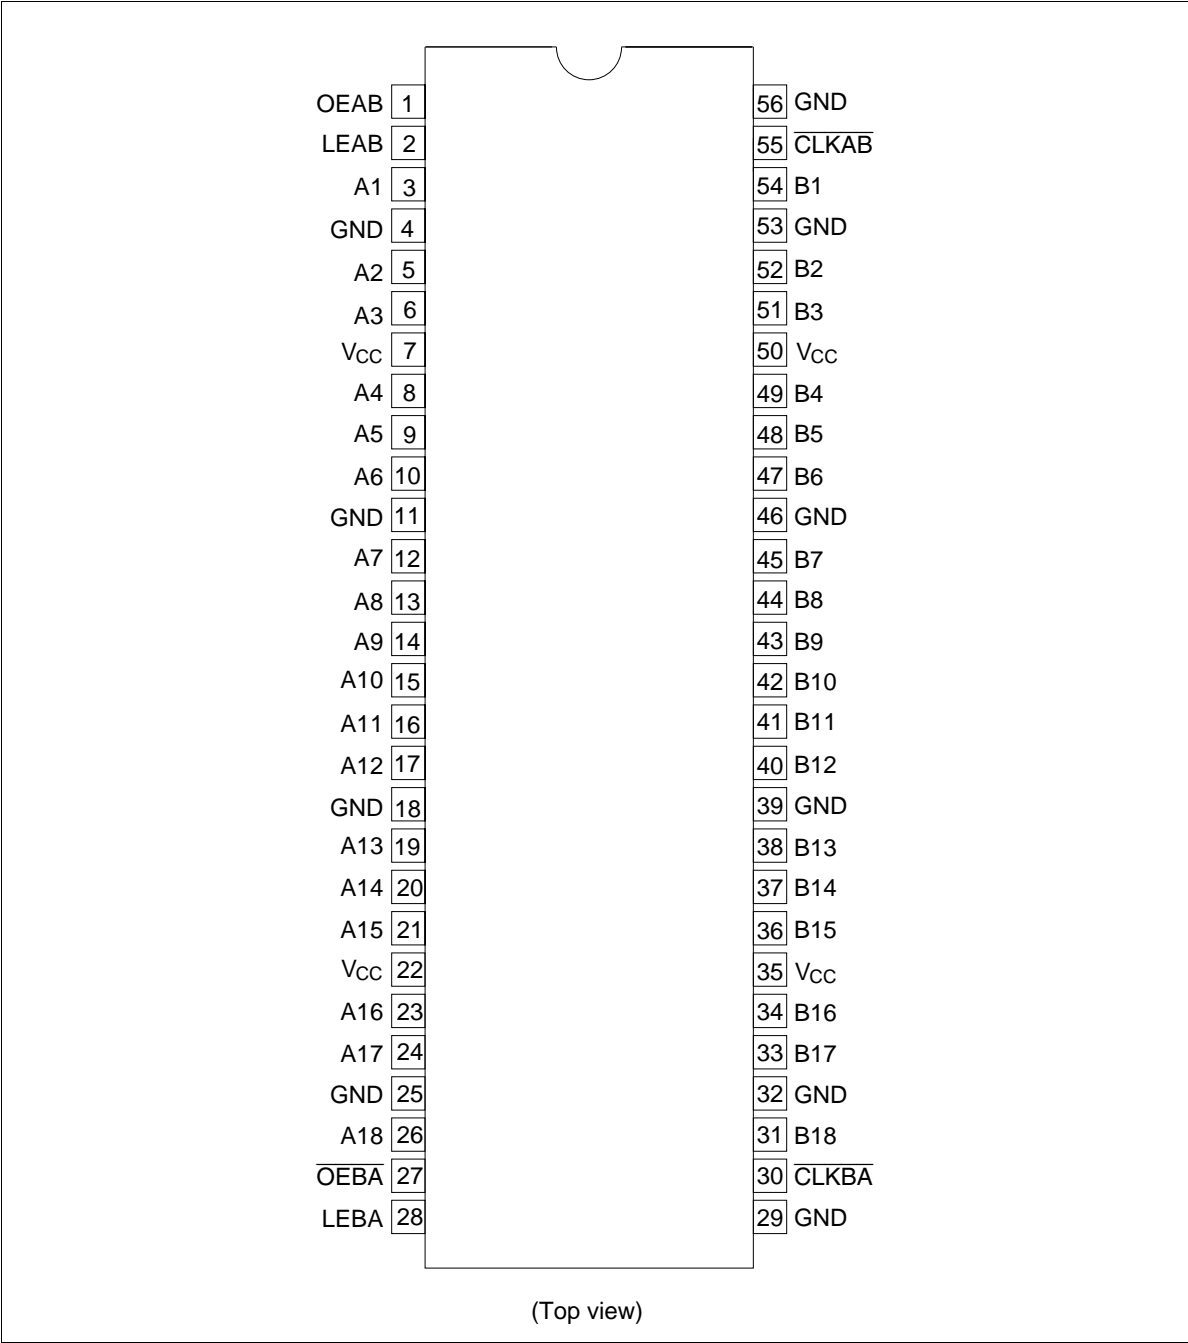 OEAB 1 56 GND
LEAB 2 55 CLKAB
A1 3 54 B1
GND 4 53 GND
A2 5 52 B2
A3 6 51 B3
VCC 7 50 VCC
A4 8 49 B4
A5 9 48 B5
A6 10 47 B6
GND 11 46 GND
A7 12 45 B7
A8 13 44 B8
A9 14 43 B9
A10 15 42 B10
A11 16 41 B11
A12 17 40 B12
GND 18 39 GND
A13 19 38 B13
A14 20 37 B14
A15 21 36 B15
VCC 22 35 VCC
A16 23 34 B16
A17 24 33 B17
GND 25 32 GND
A18 26 31 B18
OEBA 27 30 CLKBA
LEBA 28 29 GND
(Top view)